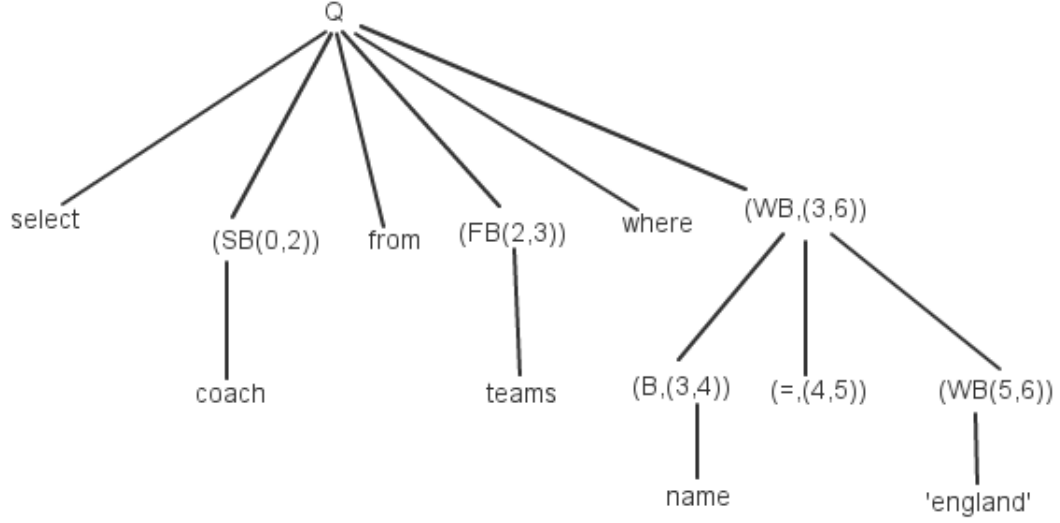 Q
select
(SB(0,2))
from
(FB(2,3))
where
(WB,(3,6))
coach
teams
(B,(3,4))
(=,(4,5))
(WB(5,6))
name
'england'